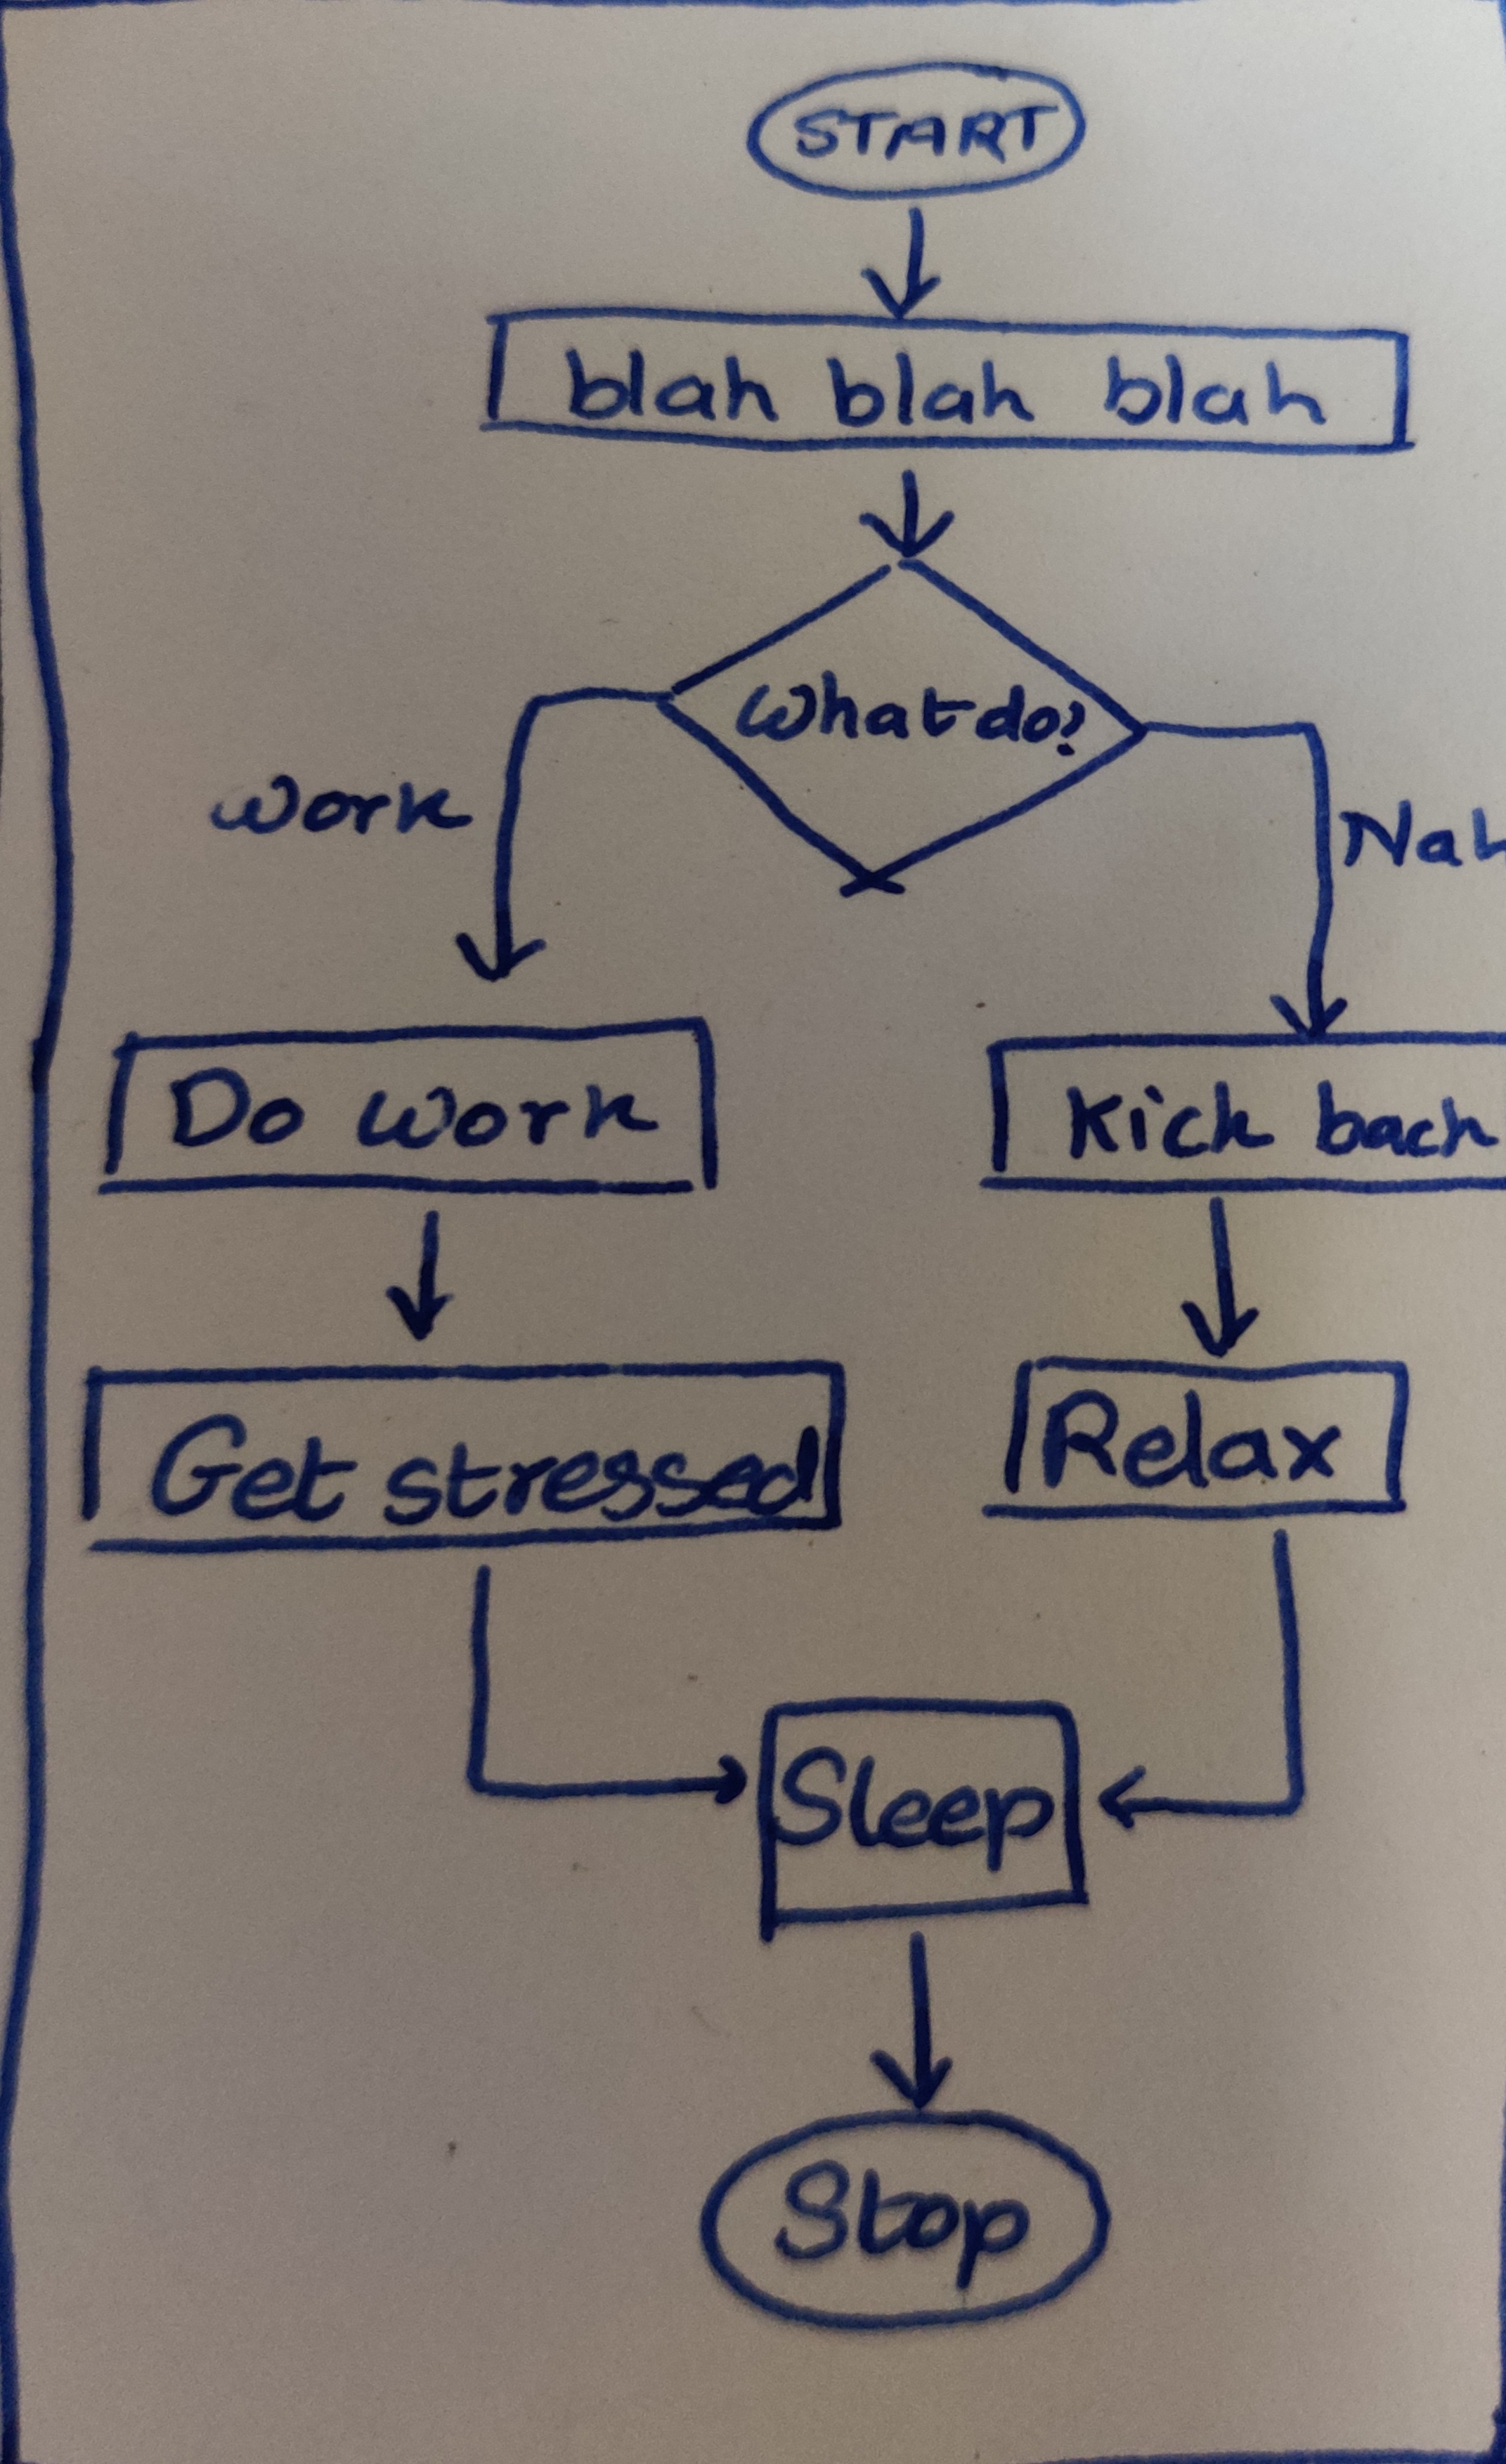 START
blah blah blah
What do?
work
Nah
Do work
Kick back
Get stressed
Relax
Sleep
Stop